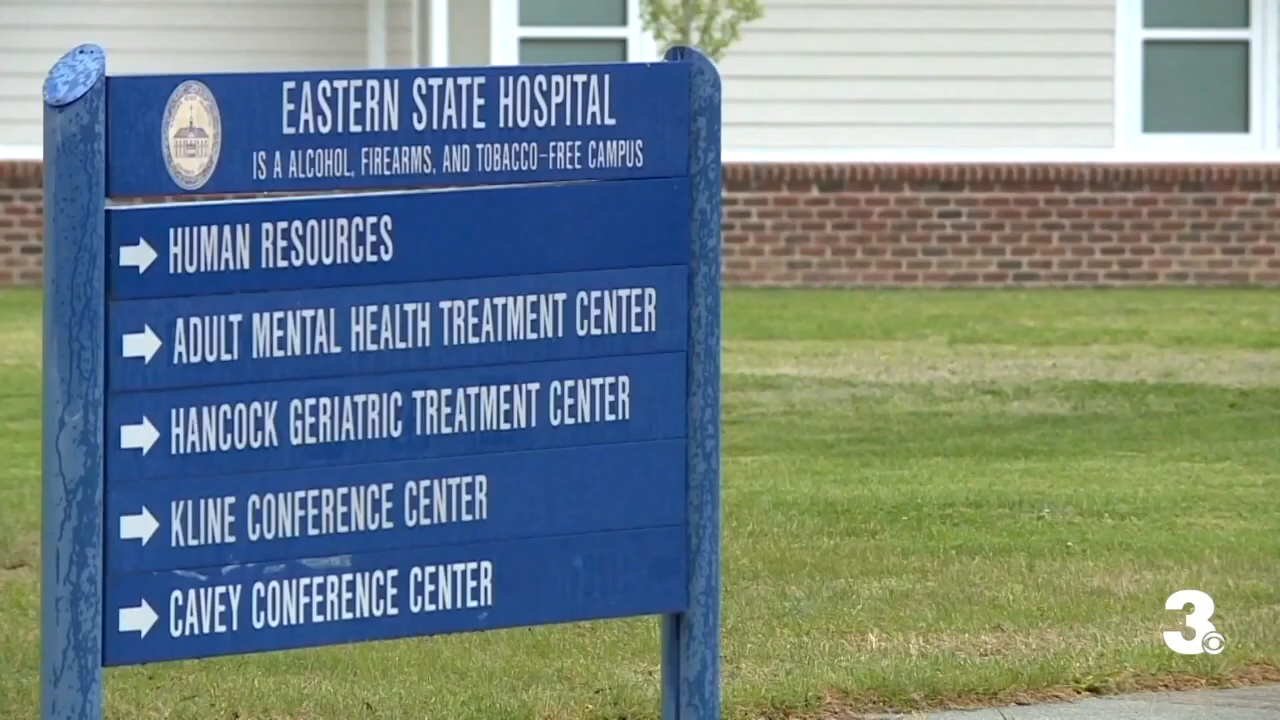 EASTERN STATE HOSPITAL
IS A ALCOHOL, FIREARMS, AND TOBACCO-FREE CAMPUS
HUMAN RESOURCES
ADULT MENTAL HEALTH TREATMENT CENTER
HANCOCK GERIATRIC TREATMENT CENTER
KLINE CONFERENCE CENTER
CAVEY CONFERENCE CENTER
3